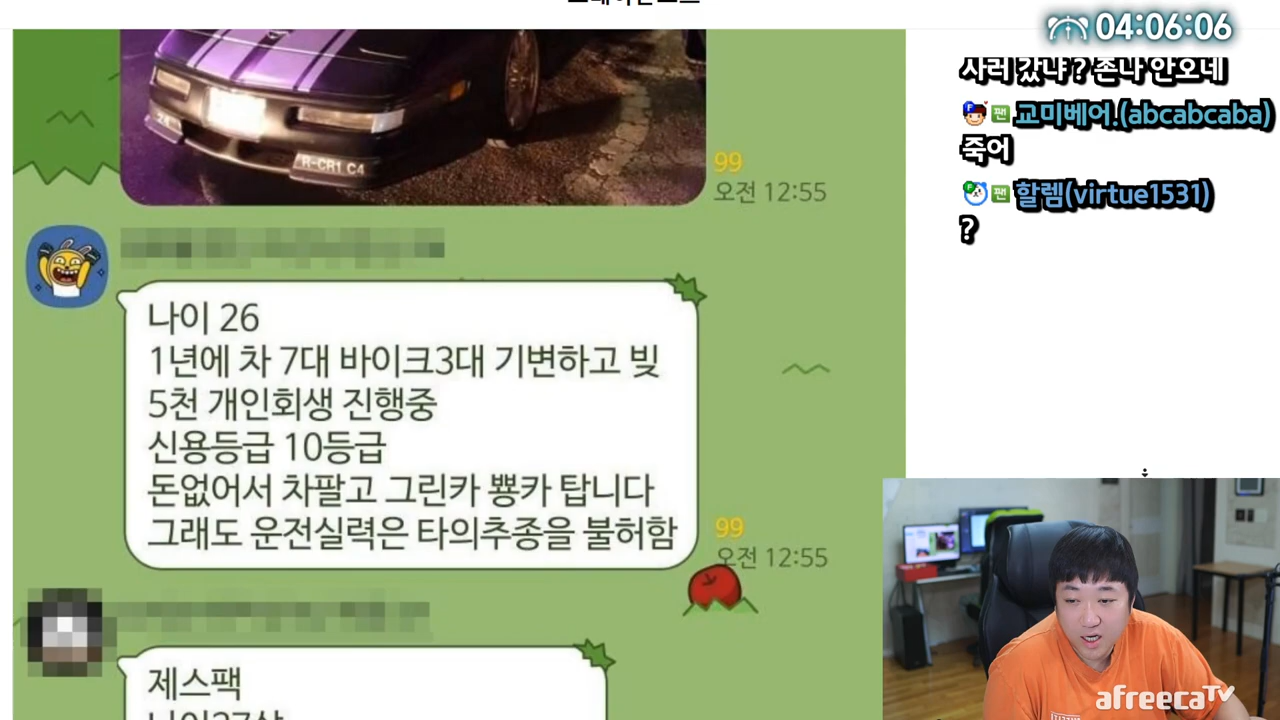 04:06:06
사러 갔냐? 존나 안오네
교미베어.(abcabcaba)
죽어
할렘(virtue1531)
?
R-CR1 C4
99
오전 12:55
나이 26
1년에 차 7대 바이크3대 기변하고 빚
5천 개인회생 진행중
신용등급 10등급
돈없어서 차팔고 그린카 뿅카 탑니다
그래도 운전실력은 타의추종을 불허함
99
오전 12:55
제스팩
afreecaTV